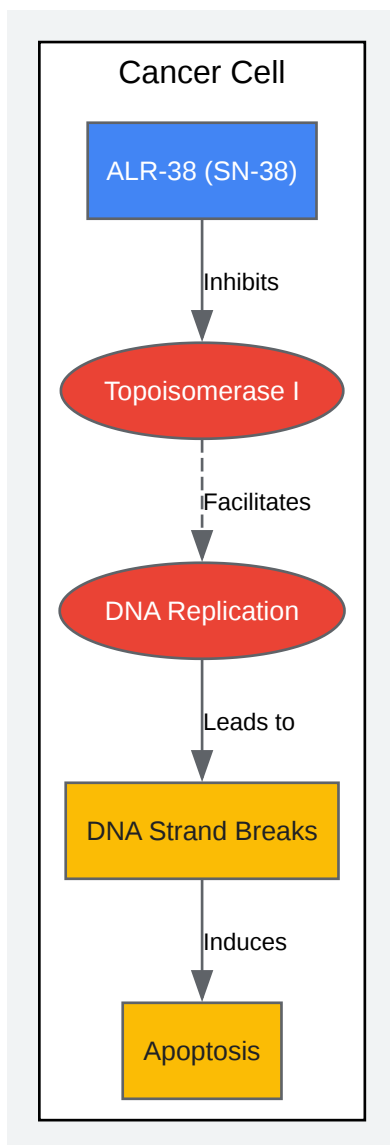 Cancer Cell
ALR-38 (SN-38)
Inhibits
Topoisomerase I
Facilitates
DNA Replication
Leads to
DNA Strand Breaks
Induces
Apoptosis